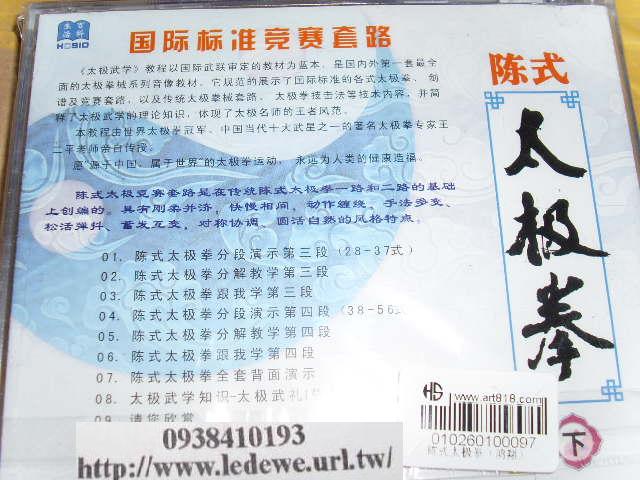 生活百科
HOSIO
国际标准竞赛套路
《太极武学》教程以国际武联审定的教材为蓝本，是国内外第一套最全
面的太极拳械系列音像教材，它规范的展示了国际标准的各式太极拳、剑
谱及竞赛套路，以及传统太极拳械套路、太极拳技击法等技术内容，并简
释了太极武学的理论知识，体现了太极名师的王者风范。
本教程由世界太极拳冠军、中国当代十大武星之一的著名太极拳专家王
二平老师亲自传授。
愿“源于中国、属于世界”的太极拳运动，永远为人类的健康造福。
陈式太极竞赛套路是在传统陈式太极拳一路和二路的基础
上创编的。具有刚柔并济，快慢相间，动作缠绕，手法多变、
松活弹抖、蓄发互变，对称协调、圆活自然的风格特点。
01. 陈式太极拳分段演示第三段(28-37式)
02. 陈式太极拳分解教学第三段
03. 陈式太极拳跟我学第三段
04. 陈式太极拳分段演示第四段(38-56式
05. 陈式太极拳分解教学第四段
06. 陈式太极拳跟我学第四段
07. 陈式太极拳全套背面演示
08. 太极武学知识-太极武礼
09. 请您欣赏
陈式
太极拳
下
HS
www.art818.com
010260100097
陈式太极拳(鸿翔)
0938410193
http://www.ledewe.url.tw/